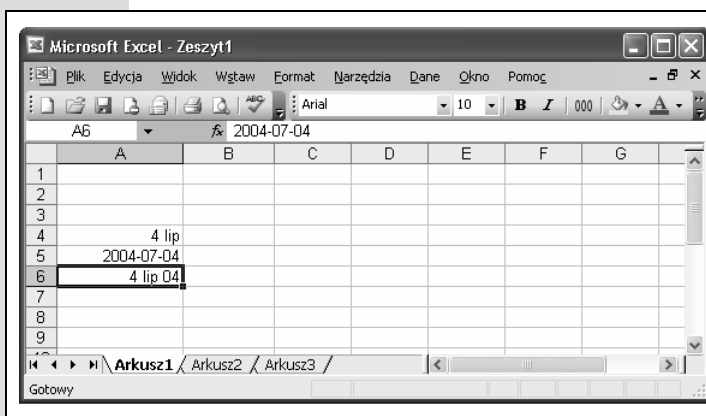 Microsoft Excel - Zeszyt1
Plik Edycja Widok Wstaw Format Narzędzia Dane Okno Pomoc
ABC Arial 10 B I 000 A
A6 fx 2004-07-04
A B C D E F G
1
2
3
4 4 lip
5 2004-07-04
6 4 lip 04
7
8
9
Arkusz1 Arkusz2 Arkusz3
Gotowy